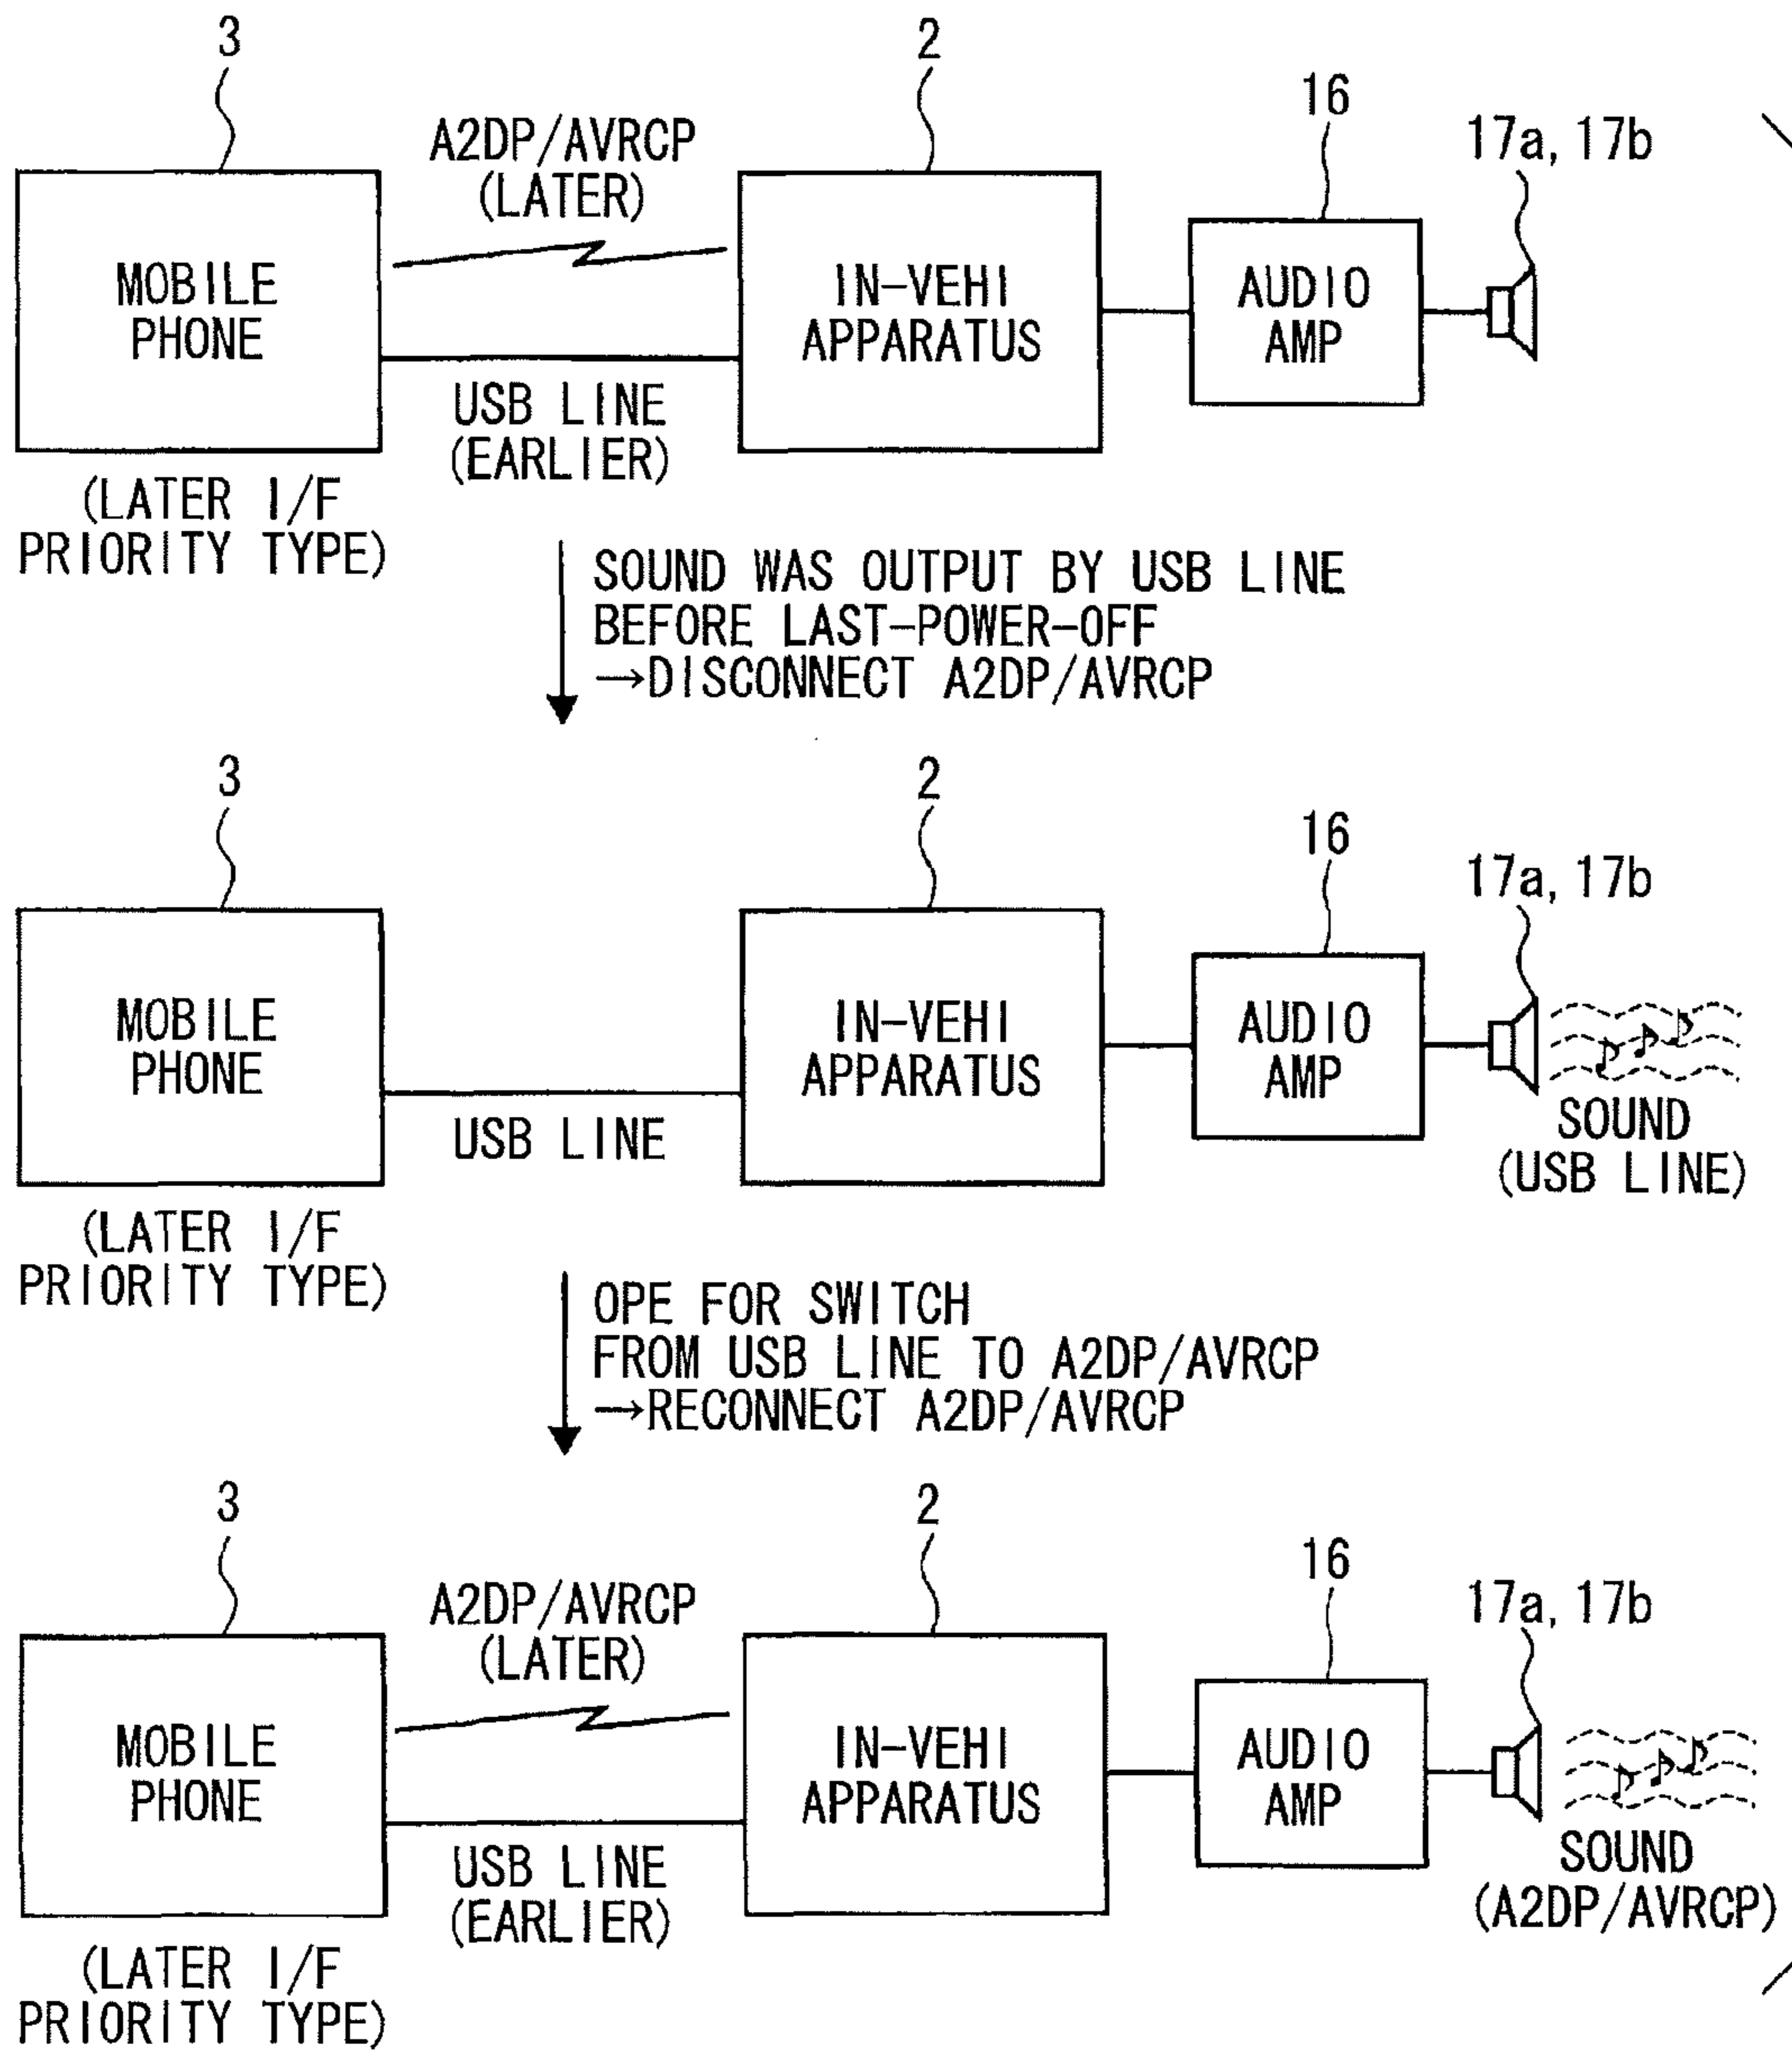 3
2
16
17a, 17b
A2DP/AVRCP
(LATER)
MOBILE
PHONE
IN-VEHI
APPARATUS
AUDIO
AMP
USB LINE
(EARLIER)
(LATER I/F
PRIORITY TYPE)
SOUND WAS OUTPUT BY USB LINE
BEFORE LAST-POWER-OFF
→DISCONNECT A2DP/AVRCP
3
2
16
17a, 17b
MOBILE
PHONE
IN-VEHI
APPARATUS
AUDIO
AMP
USB LINE
SOUND
(USB LINE)
(LATER I/F
PRIORITY TYPE)
OPE FOR SWITCH
FROM USB LINE TO A2DP/AVRCP
→RECONNECT A2DP/AVRCP
3
2
16
17a, 17b
A2DP/AVRCP
(LATER)
MOBILE
PHONE
IN-VEHI
APPARATUS
AUDIO
AMP
USB LINE
(EARLIER)
SOUND
(A2DP/AVRCP)
(LATER I/F
PRIORITY TYPE)